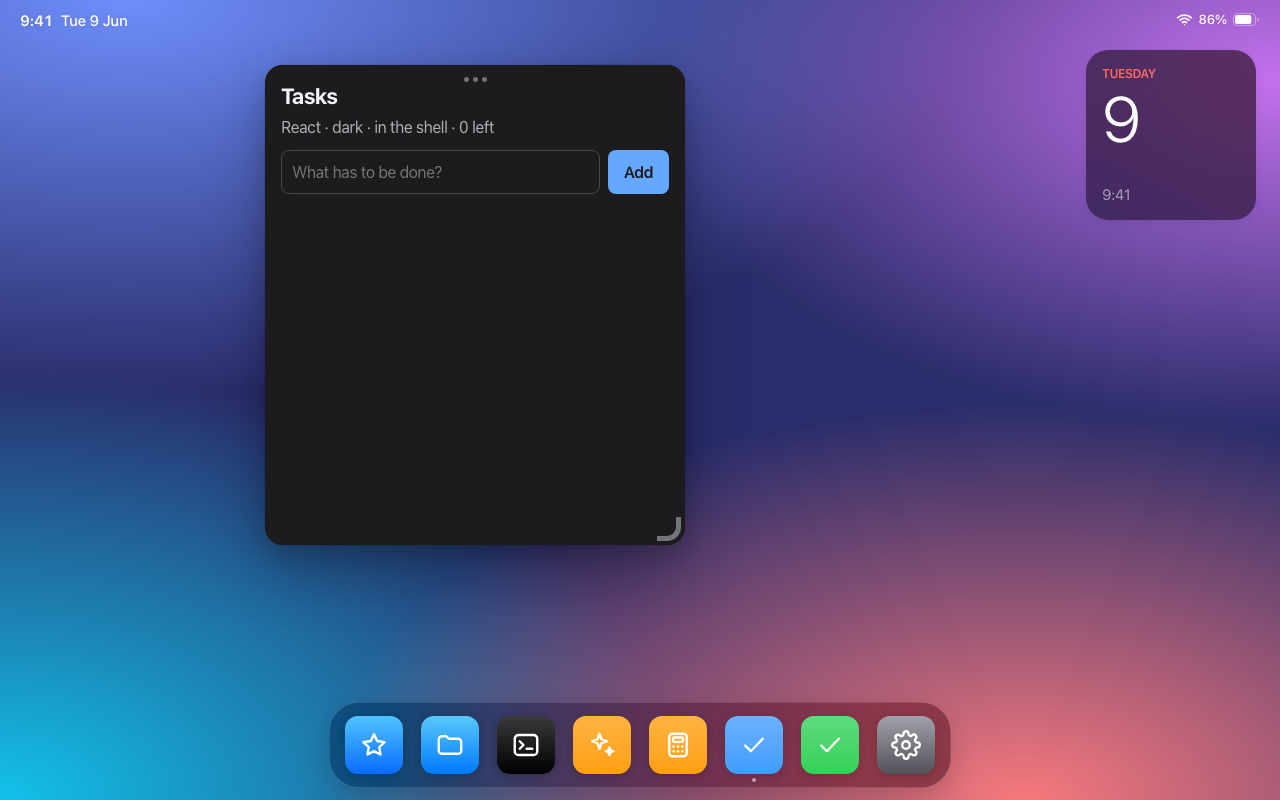 9:41 Tue 9 Jun
86%
TUESDAY
9
9:41
Tasks
React · dark · in the shell · 0 left
What has to be done?
Add